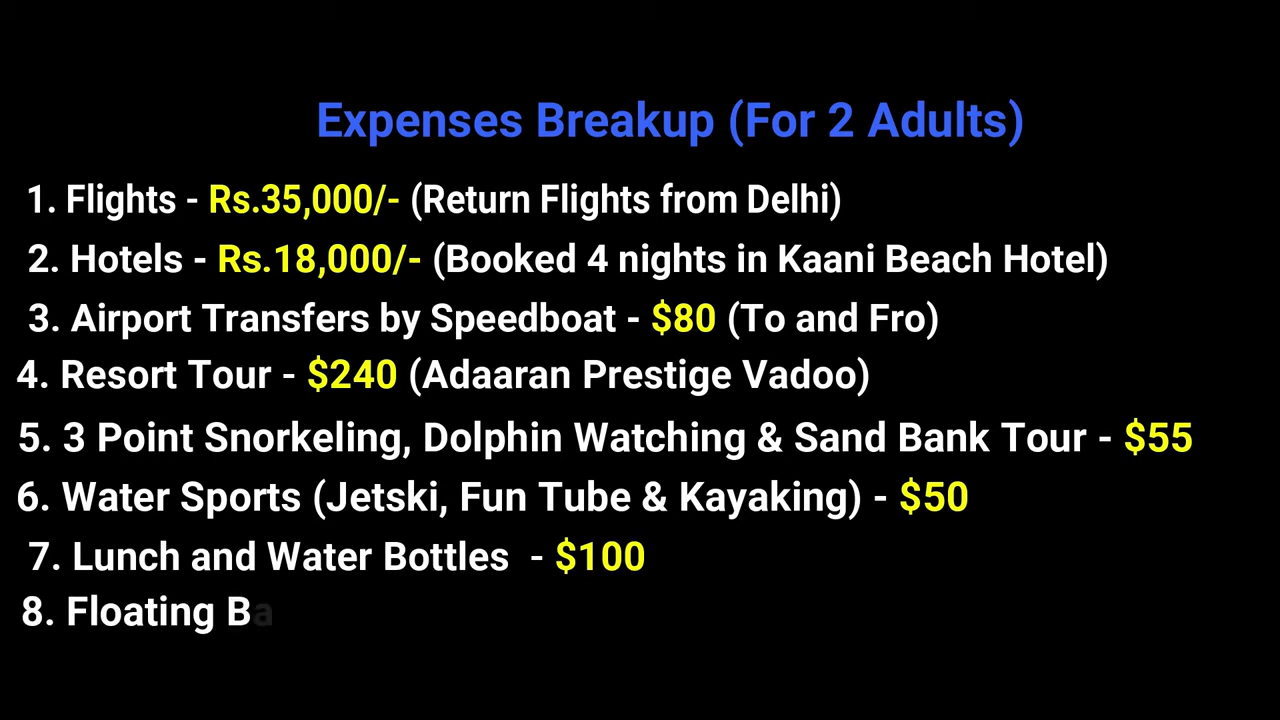 Expenses Breakup (For 2 Adults)
1. Flights - Rs.35,000/- (Return Flights from Delhi)
2. Hotels - Rs.18,000/- (Booked 4 nights in Kaani Beach Hotel)
3. Airport Transfers by Speedboat - $80 (To and Fro)
4. Resort Tour - $240 (Adaaran Prestige Vadoo)
5. 3 Point Snorkeling, Dolphin Watching & Sand Bank Tour - $55
6. Water Sports (Jetski, Fun Tube & Kayaking) - $50
7. Lunch and Water Bottles - $100
8. Floating Ba